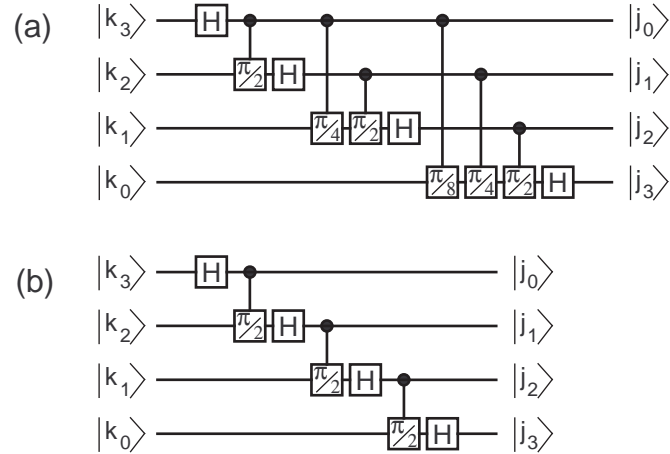 (a)
|k₃⟩ H |j₀⟩
|k₂⟩ π/2 H |j₁⟩
|k₁⟩ π/4 π/2 H |j₂⟩
|k₀⟩ π/8 π/4 π/2 H |j₃⟩
(b)
|k₃⟩ H |j₀⟩
|k₂⟩ π/2 H |j₁⟩
|k₁⟩ π/2 H |j₂⟩
|k₀⟩ π/2 H |j₃⟩